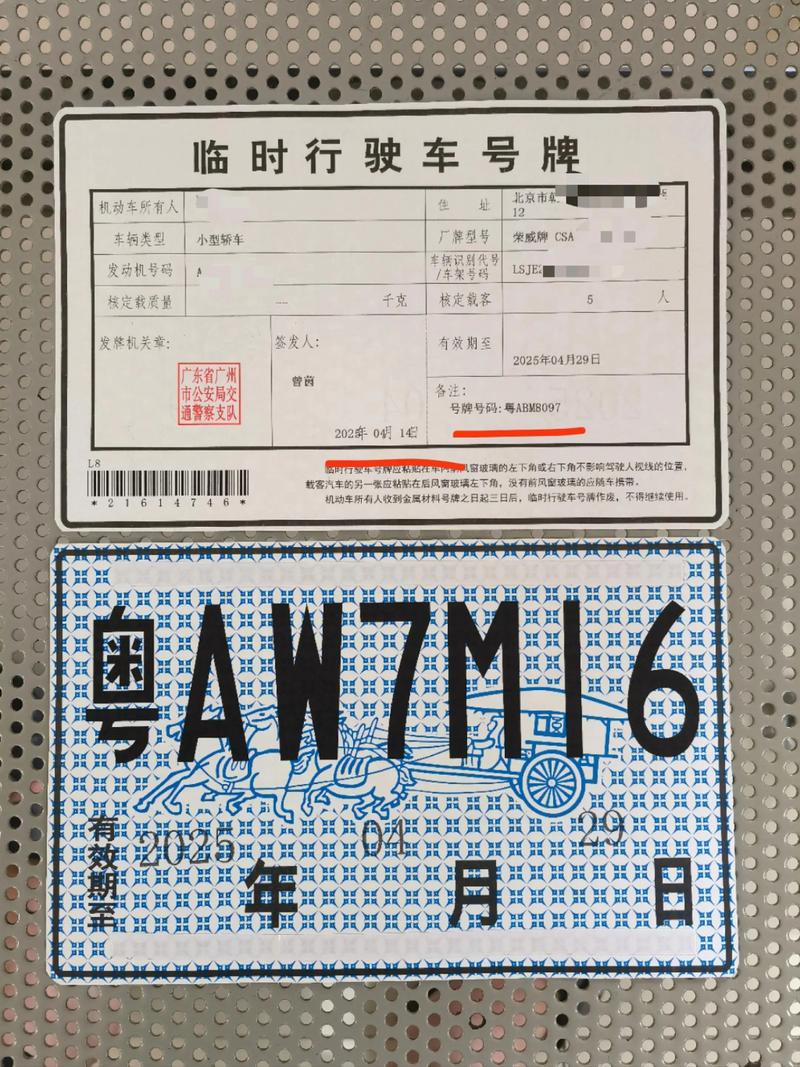 临时行驶车号牌
机动车所有人
住 址 北京市朝
12
车辆类型 小型轿车 厂牌型号 荣威牌 CSA
发动机号码 A 车辆识别代号/车架号码 LSJE
核定载质量 — 千克 核定载客 5 人
发牌机关章: 签发人: 有效期至
2025年04月29日
广东省广州
市公安局交
通警察支队
曾茵
备注:
号牌号码:粤ABM8097
2025年 04月 14日
L8
*21614746*
临时行驶车号牌应粘贴在车内前风窗玻璃的左下角或右下角不影响驾驶人视线的位置,
载客汽车的另一张应粘贴在后风窗玻璃左下角,没有前风窗玻璃的应随车携带。
机动车所有人收到金属材料号牌之日起三日后,临时行驶车号牌作废,不得继续使用。
粤AW7M16
有效期至 2025 年 04 月 29 日